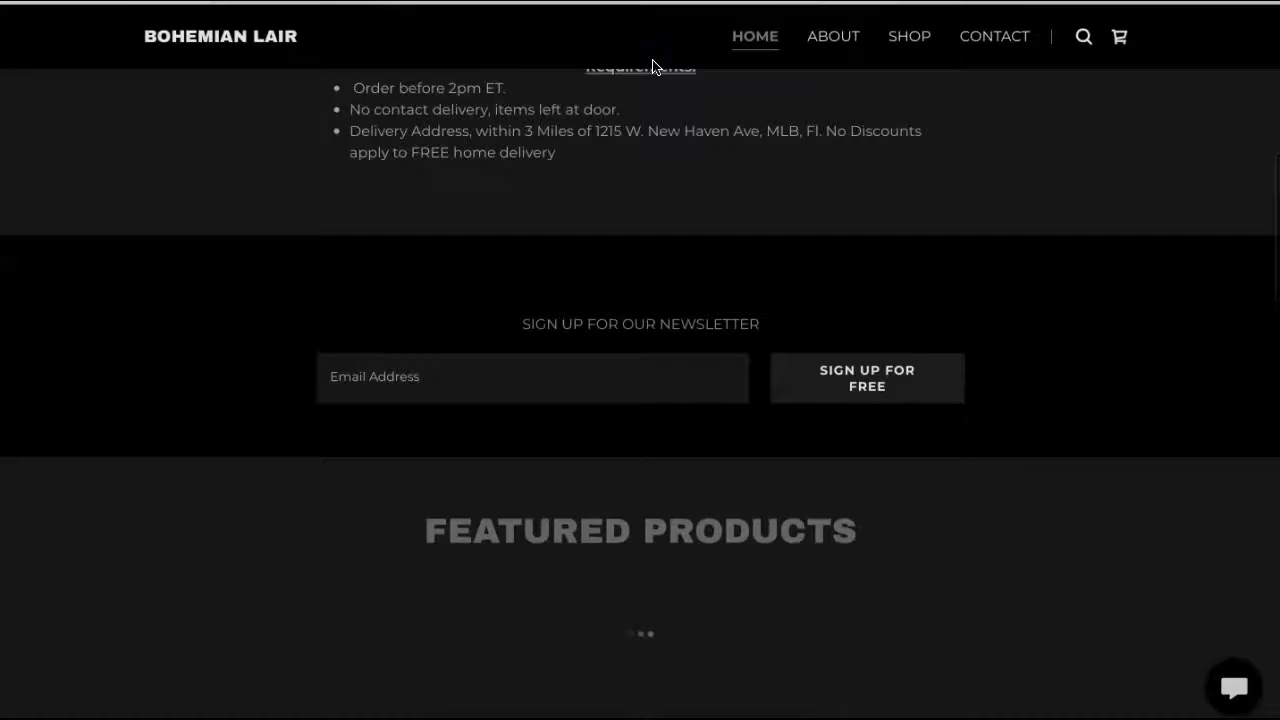 BOHEMIAN LAIR
HOME ABOUT SHOP CONTACT
Requirements:
• Order before 2pm ET.
• No contact delivery, items left at door.
• Delivery Address, within 3 Miles of 1215 W. New Haven Ave, MLB, Fl. No Discounts
apply to FREE home delivery
SIGN UP FOR OUR NEWSLETTER
Email Address
SIGN UP FOR
FREE
FEATURED PRODUCTS